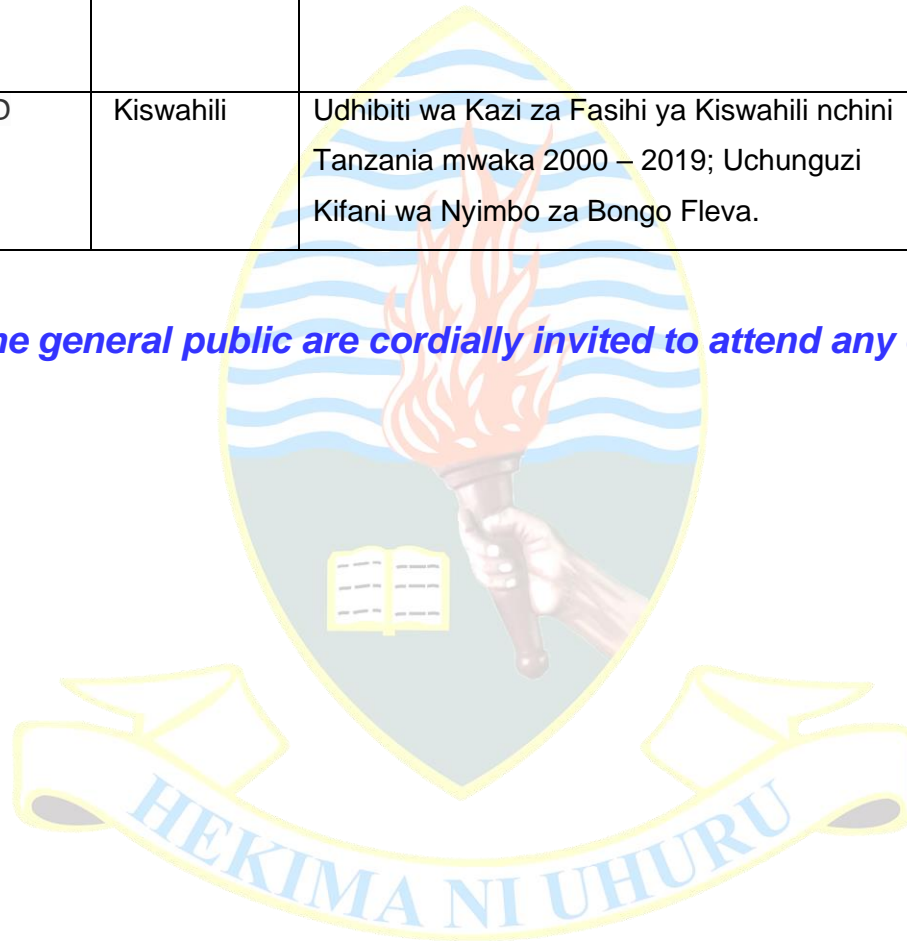 Kiswahili
Udhibiti wa Kazi za Fasihi ya Kiswahili nchini
Tanzania mwaka 2000 – 2019; Uchunguzi
Kifani wa Nyimbo za Bongo Fleva.
general public are cordially invited to attend any
HEKIMA NI UHURU